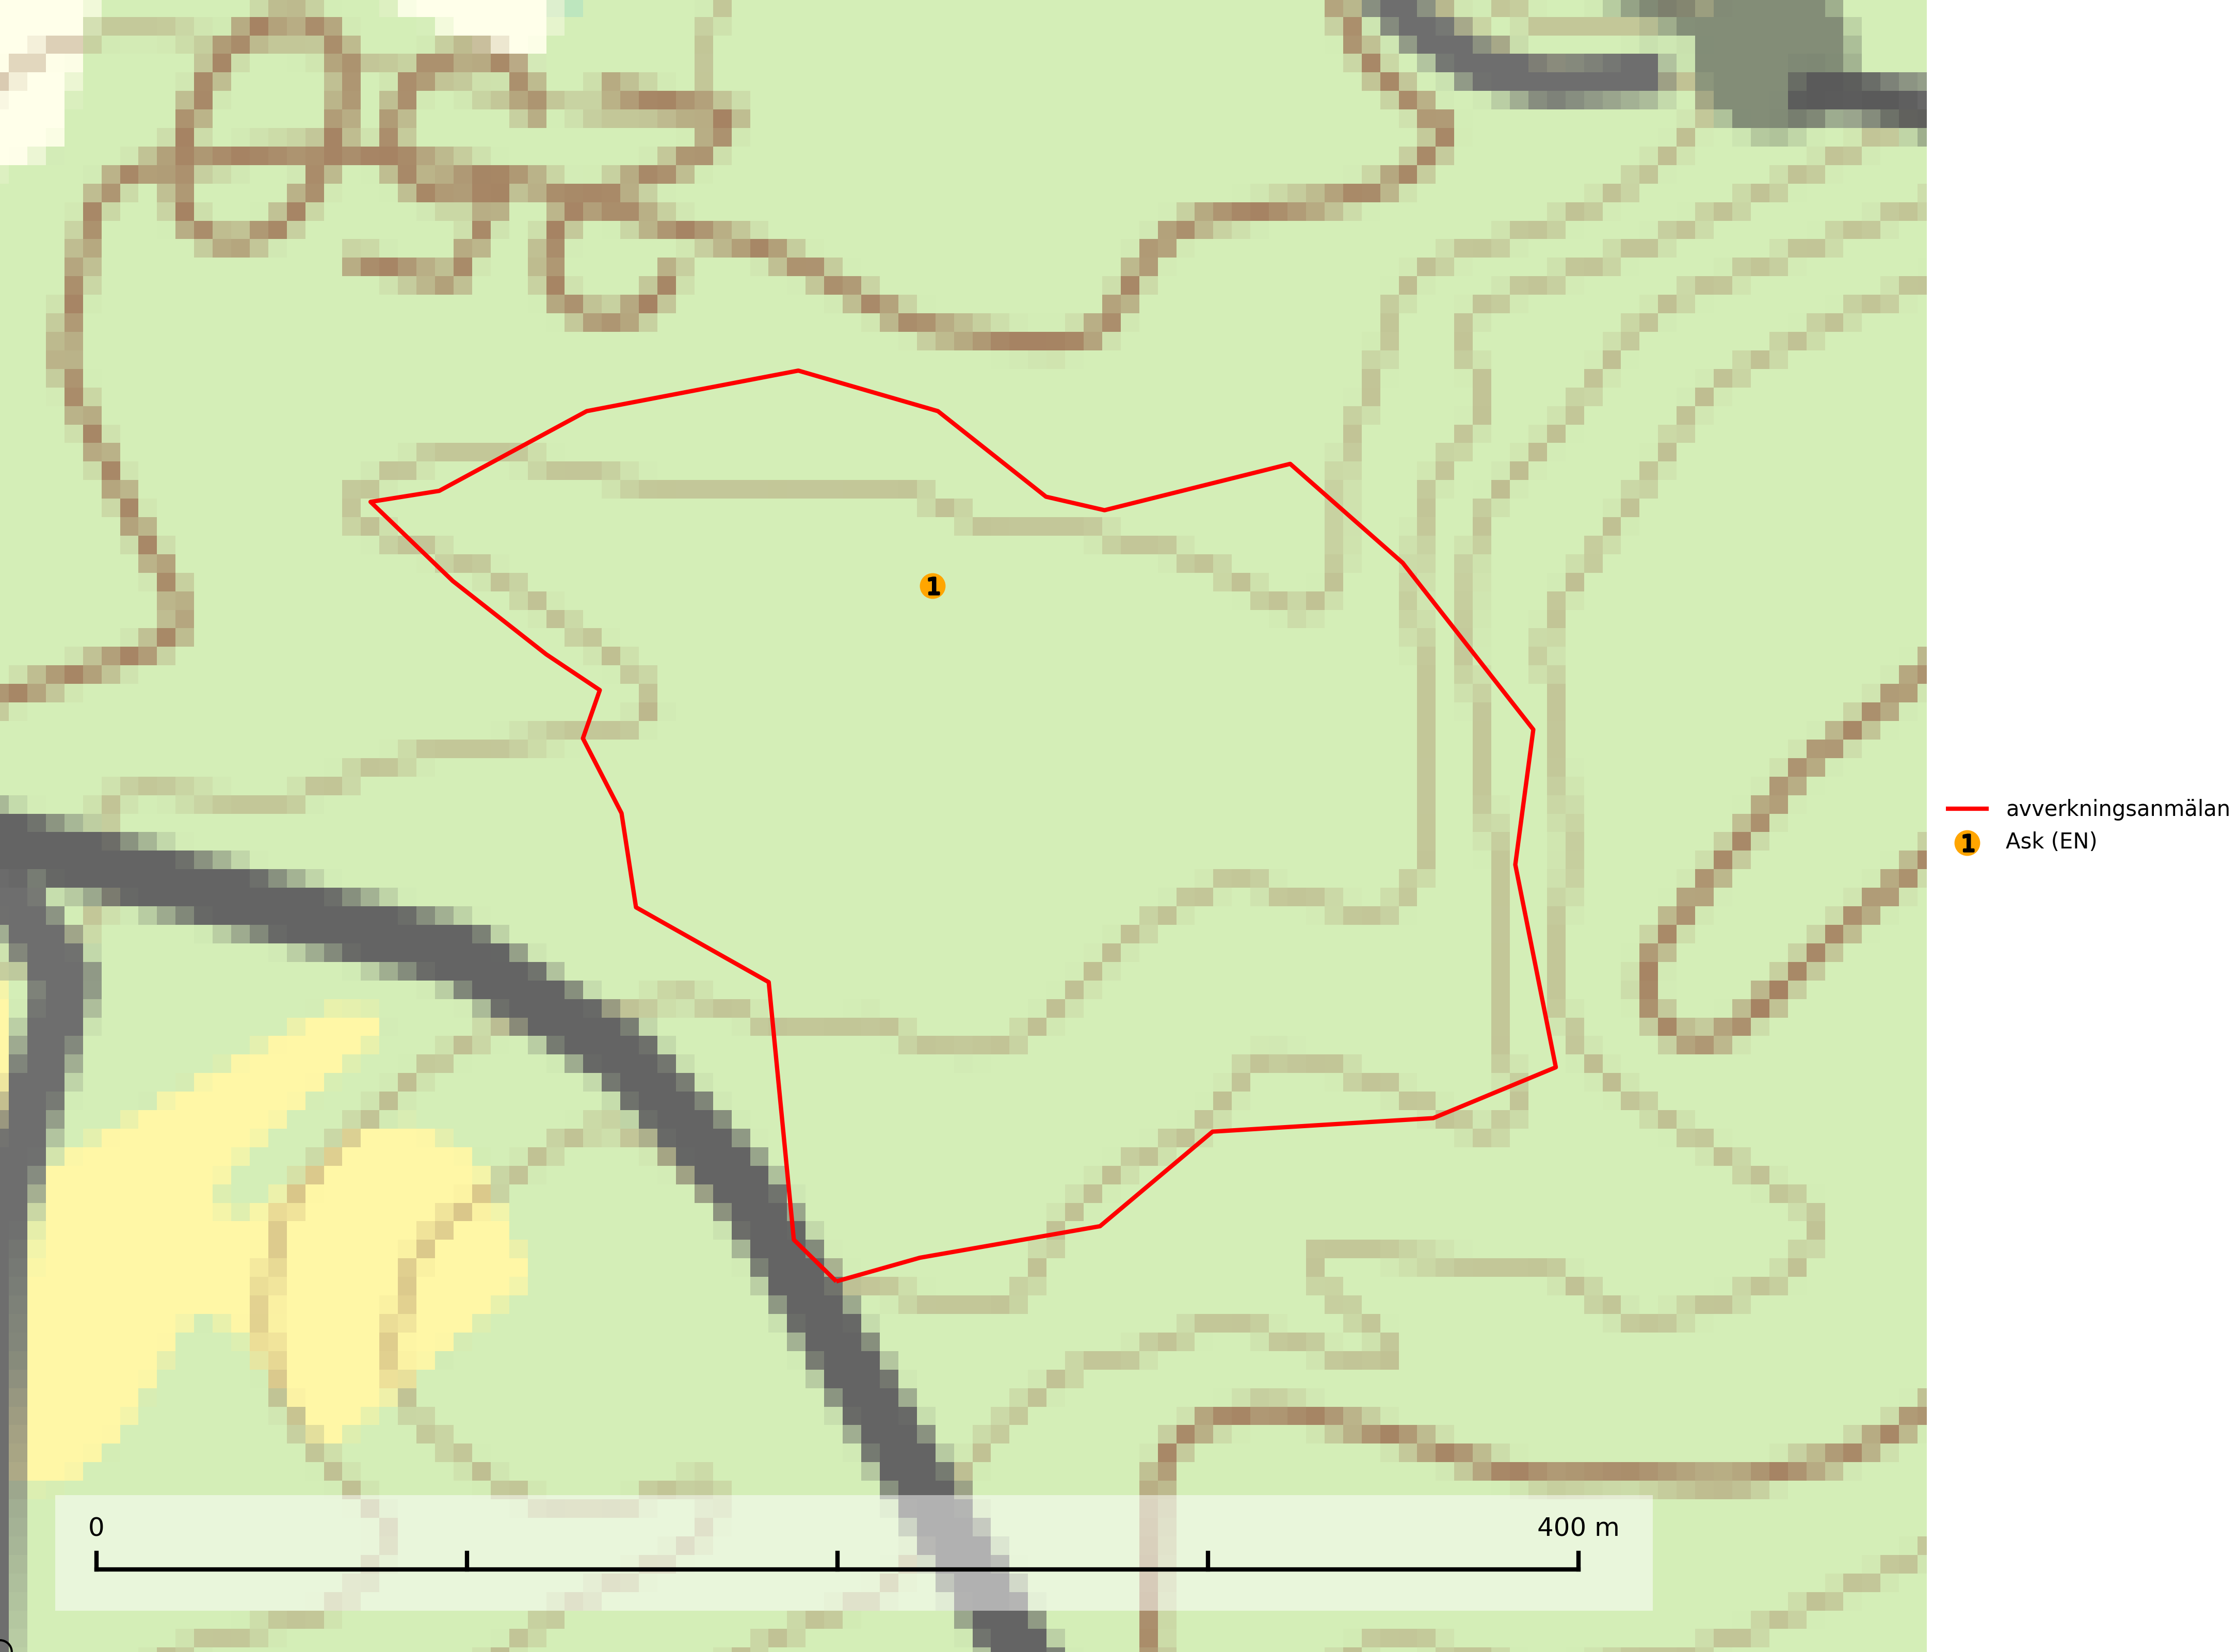 1
avverkningsanmälan
1 Ask (EN)
0 400 m